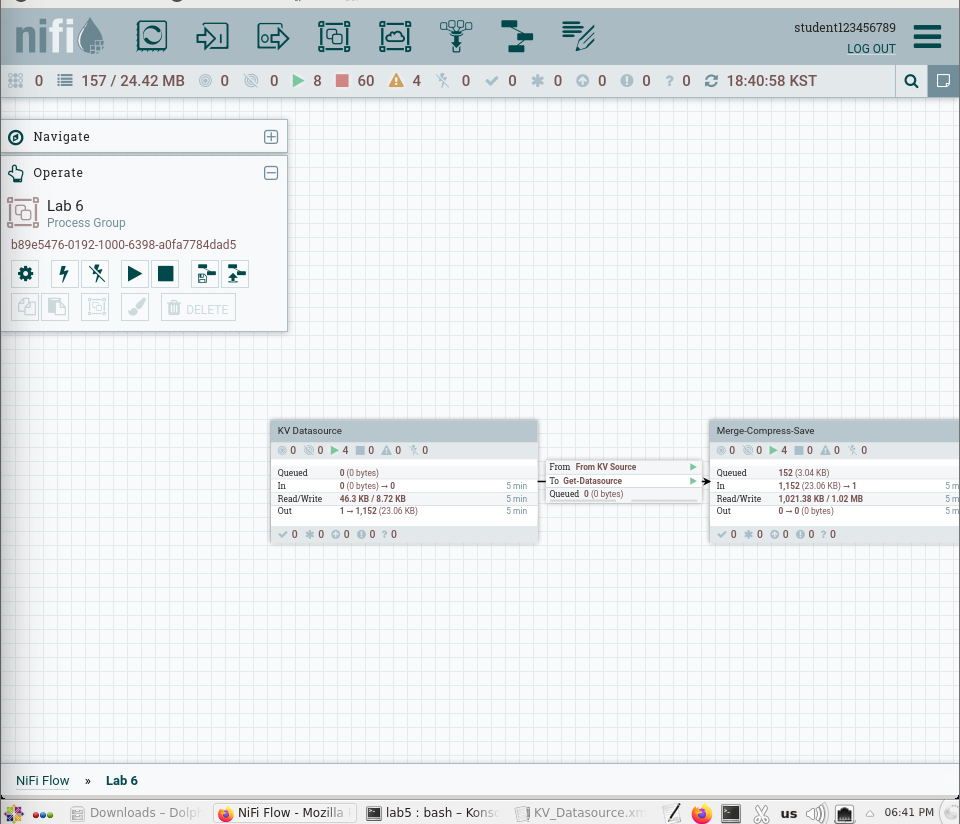 nifi
student123456789
LOG OUT
0 157 / 24.42 MB 0 0 8 60 4 0 0 0 0 0 ? 0 18:40:58 KST
Navigate
Operate
Lab 6
Process Group
b89e5476-0192-1000-6398-a0fa7784dad5
DELETE
KV Datasource
0 0 4 0 0 0
Queued 0 (0 bytes)
In 0 (0 bytes) → 0 5 min
Read/Write 46.3 KB / 8.72 KB 5 min
Out 1 → 1,152 (23.06 KB) 5 min
0 0 0 0 ? 0
From From KV Source
To Get-Datasource
Queued 0 (0 bytes)
Merge-Compress-Save
0 0 4 0 0 0
Queued 152 (3.04 KB)
In 1,152 (23.06 KB) → 1 5 m
Read/Write 1,021.38 KB / 1.02 MB 5 m
Out 0 → 0 (0 bytes) 5 m
0 0 0 0 ? 0
NiFi Flow » Lab 6
Downloads – Dolp NiFi Flow - Mozilla lab5 : bash – Kons KV_Datasource.xm us 06:41 PM